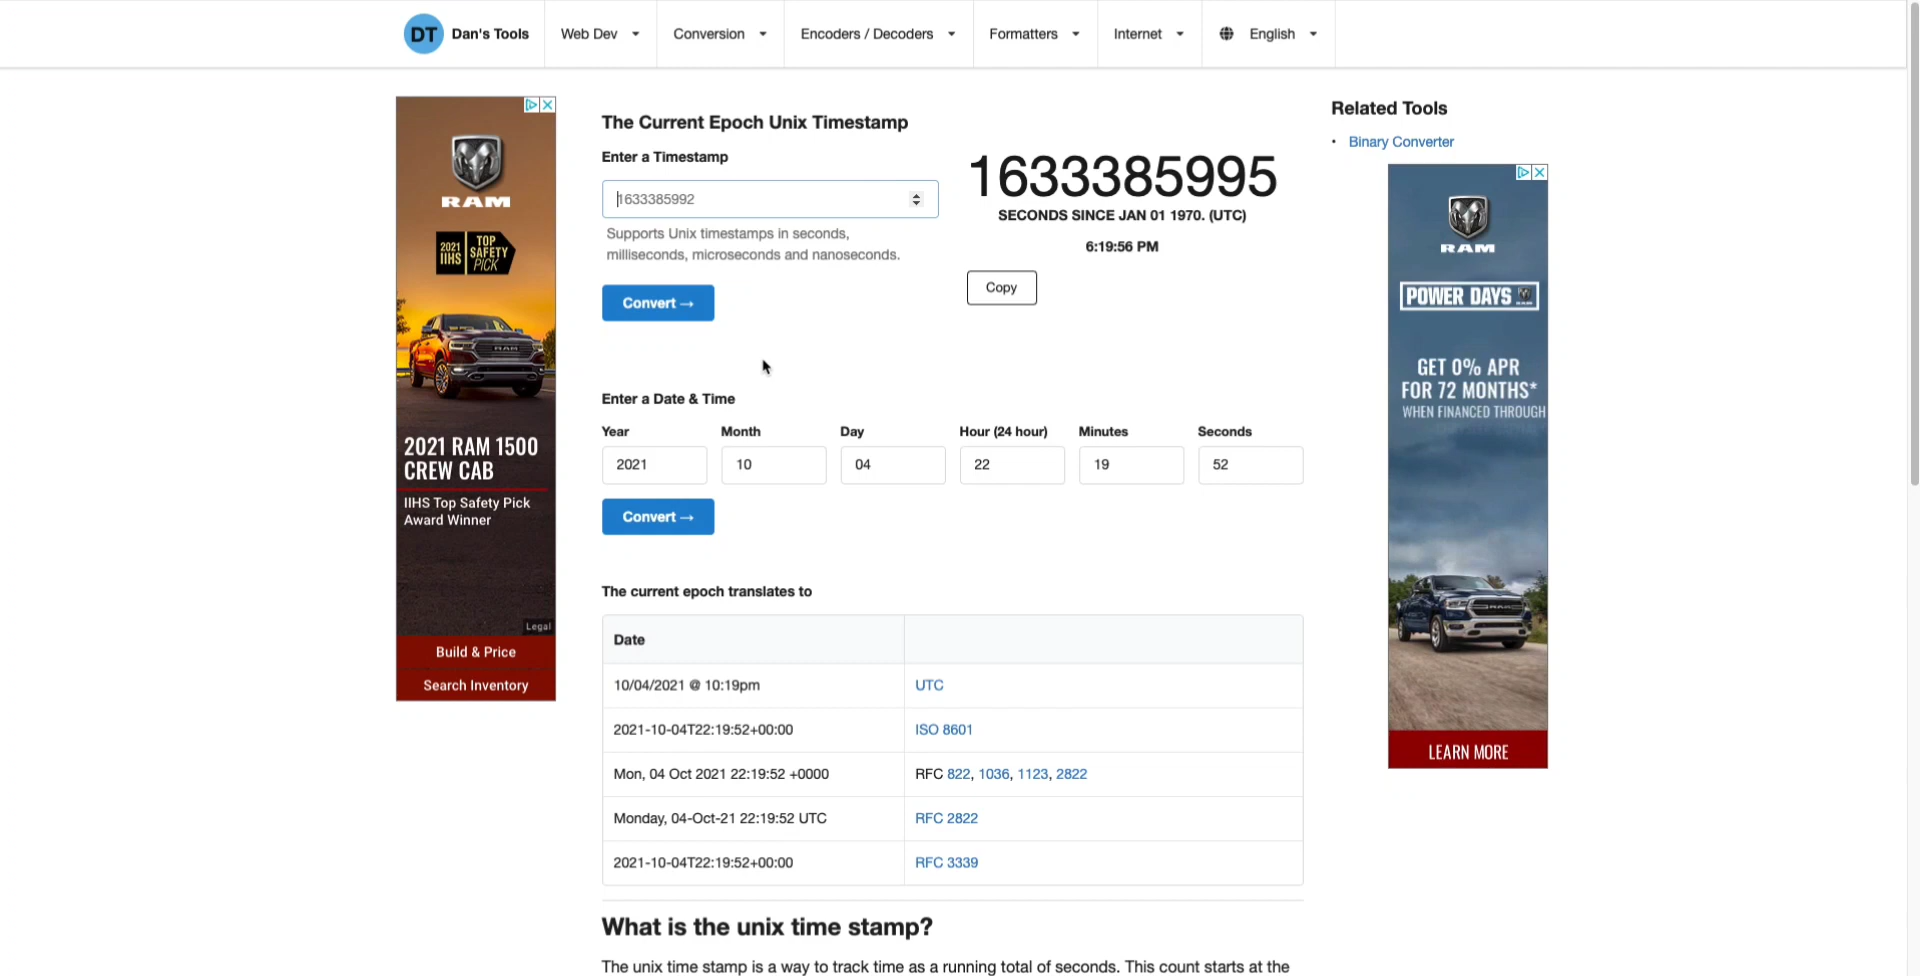 DT Dan's Tools Web Dev Conversion Encoders / Decoders Formatters Internet English
RAM
2021 IIHS TOP SAFETY PICK
2021 RAM 1500
CREW CAB
IIHS Top Safety Pick
Award Winner
Legal
Build & Price
Search Inventory
The Current Epoch Unix Timestamp
Enter a Timestamp
1633385992
Supports Unix timestamps in seconds,
milliseconds, microseconds and nanoseconds.
Convert →
1633385995
SECONDS SINCE JAN 01 1970. (UTC)
6:19:56 PM
Copy
Enter a Date & Time
Year Month Day Hour (24 hour) Minutes Seconds
2021 10 04 22 19 52
Convert →
The current epoch translates to
Date
10/04/2021 @ 10:19pm UTC
2021-10-04T22:19:52+00:00 ISO 8601
Mon, 04 Oct 2021 22:19:52 +0000 RFC 822, 1036, 1123, 2822
Monday, 04-Oct-21 22:19:52 UTC RFC 2822
2021-10-04T22:19:52+00:00 RFC 3339
What is the unix time stamp?
The unix time stamp is a way to track time as a running total of seconds. This count starts at the
Related Tools
• Binary Converter
RAM
POWER DAYS
GET 0% APR
FOR 72 MONTHS*
WHEN FINANCED THROUGH
LEARN MORE